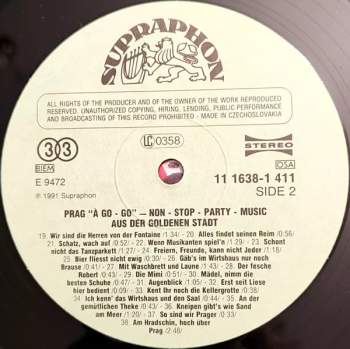 SUPRAPHON
ALL RIGHTS OF THE PRODUCER AND OF THE OWNER OF THE WORK REPRODUCED
RESERVED. UNAUTHORIZED COPYING, HIRING, LENDING, PUBLIC PERFORMANCE
AND BROADCASTING OF THIS RECORD PROHIBITED - MADE IN CZECHOSLOVAKIA
33
BIEM
LC 0358
STEREO
OSA
E 9472
11 1638-1 411
SIDE 2
℗ 1991 Supraphon
PRAG "À GO - GO" — NON - STOP - PARTY - MUSIC
AUS DER GOLDENEN STADT
19. Wir sind die Herren von der Fontaine /1:34/ - 20. Alles findet seinen Reim /0:56/
21. Schatz, wach auf /0:52/ - 22. Wenn Musikanten spiel'n /1:20/ - 23. Schont
nicht das Tanzparkett /1:07/ - 24. Freiern, Freunde, kann nicht Jeder /1:18/
25. Bier fliesst nicht ewig /0:30/ - 26. Gäb's im Wirtshaus nur noch
Brause /0:41/ - 27. Mit Waschbrett und Laune /1:43/ - 28. Der fesche
Robert /0:43/ - 29. Die Mimi /0:42/ - 30. Mädel, nimm die
besten Schuhe /0:47/ - 31. Augenblick /1:05/ - 32. Erst seit Liese
hier bedient /0:09/ - 33. Kent Ihr noch die Kellergrotte /0:38/
34. Ich kenn' das Wirtshaus und den Saal /0:44/ - 35. An der
gemütlichen Theke /0:43/ - 36. Kneipen gibt's wie Sand
am Meer /1:20/ - 37. So sind wir Prager /0:39/
38. Am Hradschin, hoch über
Prag /2:48/